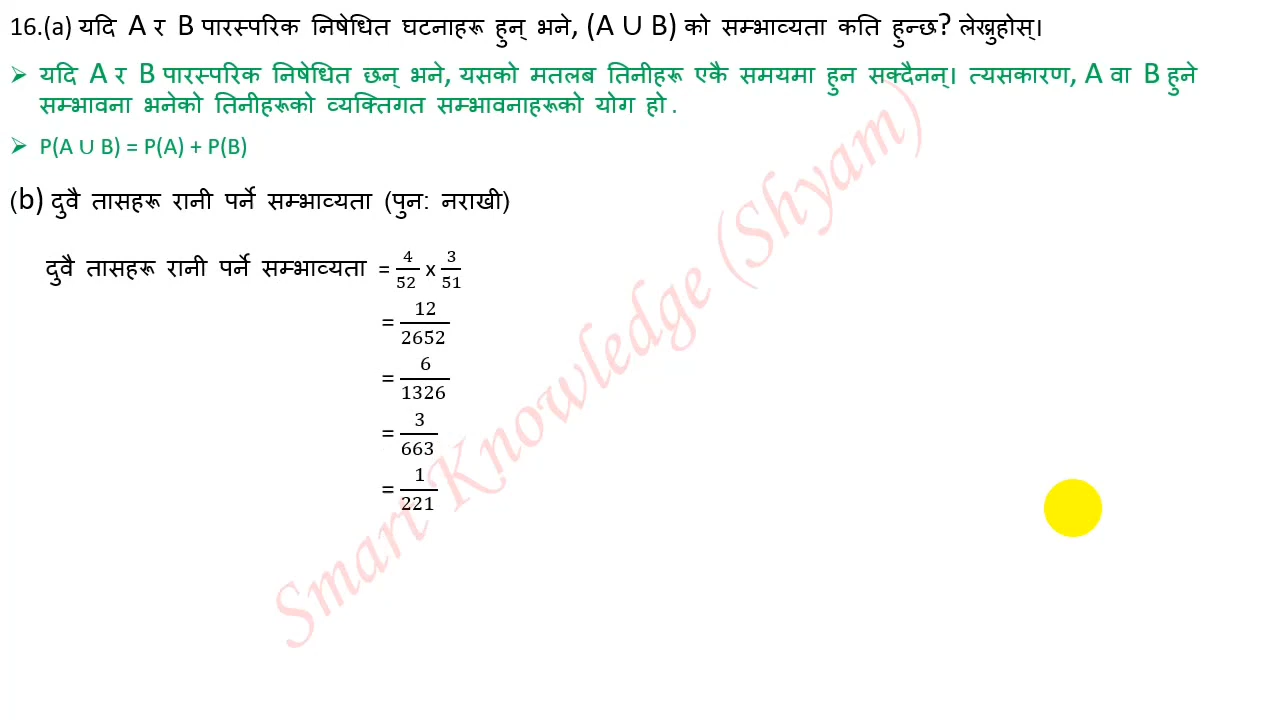 16.(a) यदि A र B पारस्परिक निषेधित घटनाहरू हुन् भने, (A ∪ B) को सम्भाव्यता कति हुन्छ? लेख्नुहोस्।
➢ यदि A र B पारस्परिक निषेधित छन् भने, यसको मतलब तिनीहरू एकै समयमा हुन सक्दैनन्। त्यसकारण, A वा B हुने
सम्भावना भनेको तिनीहरूको व्यक्तिगत सम्भावनाहरूको योग हो .
➢ P(A ∪ B) = P(A) + P(B)
(b) दुवै तासहरू रानी पर्ने सम्भाव्यता (पुन: नराखी)
दुवै तासहरू रानी पर्ने सम्भाव्यता = 4/52 x 3/51
= 12/2652
= 6/1326
= 3/663
= 1/221
Smart Knowledge (Shyam)